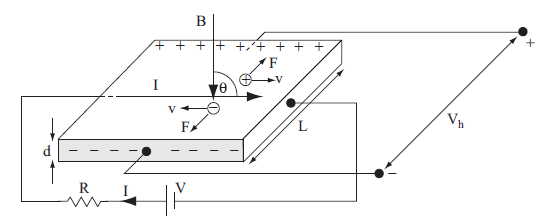 B
+ + + + + + + + +
F
+ v
θ
I
v −
F
L
V_h
+
d
− − − − − − − −
−
R I V